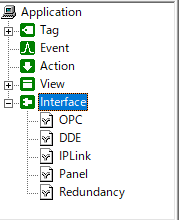 Application
Tag
Event
Action
View
Interface
OPC
DDE
IPLink
Panel
Redundancy